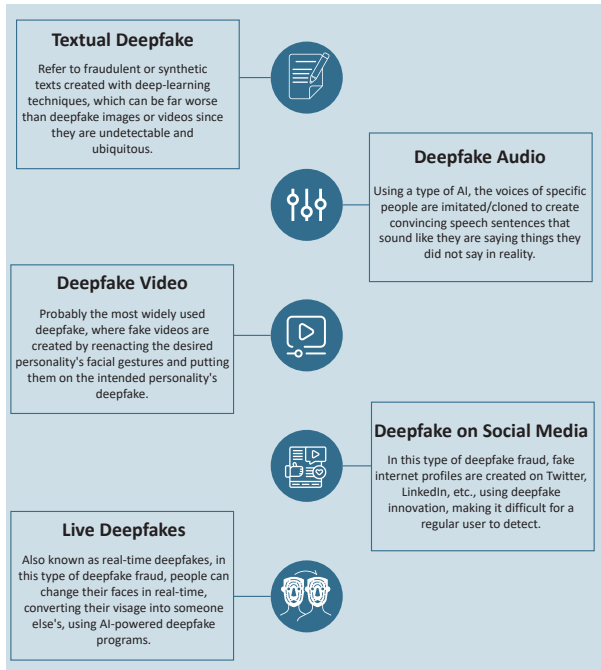 Textual Deepfake
Refer to fraudulent or synthetic
texts created with deep-learning
techniques, which can be far worse
than deepfake images or videos since
they are undetectable and
ubiquitous.
Deepfake Audio
Using a type of AI, the voices of specific
people are imitated/cloned to create
convincing speech sentences that
sound like they are saying things they
did not say in reality.
Deepfake Video
Probably the most widely used
deepfake, where fake videos are
created by reenacting the desired
personality's facial gestures and putting
them on the intended personality's
deepfake.
Deepfake on Social Media
In this type of deepfake fraud, fake
internet profiles are created on Twitter,
LinkedIn, etc., using deepfake
innovation, making it difficult for a
regular user to detect.
Live Deepfakes
Also known as real-time deepfakes, in
this type of deepfake fraud, people can
change their faces in real-time,
converting their visage into someone
else's, using AI-powered deepfake
programs.